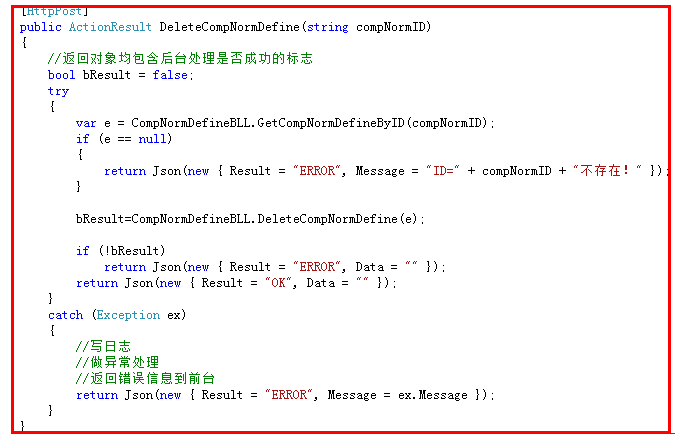 [HttpPost]
public ActionResult DeleteCompNormDefine(string compNormID)
{
    //返回对象均包含后台处理是否成功的标志
    bool bResult = false;
    try
    {
        var e = CompNormDefineBLL.GetCompNormDefineByID(compNormID);
        if (e == null)
        {
            return Json(new { Result = "ERROR", Message = "ID=" + compNormID + "不存在！" });
        }

        bResult=CompNormDefineBLL.DeleteCompNormDefine(e);

        if (!bResult)
            return Json(new { Result = "ERROR", Data = "" });
        return Json(new { Result = "OK", Data = "" });
    }
    catch (Exception ex)
    {
        //写日志
        //做异常处理
        //返回错误信息到前台
        return Json(new { Result = "ERROR", Message = ex.Message });
    }
}